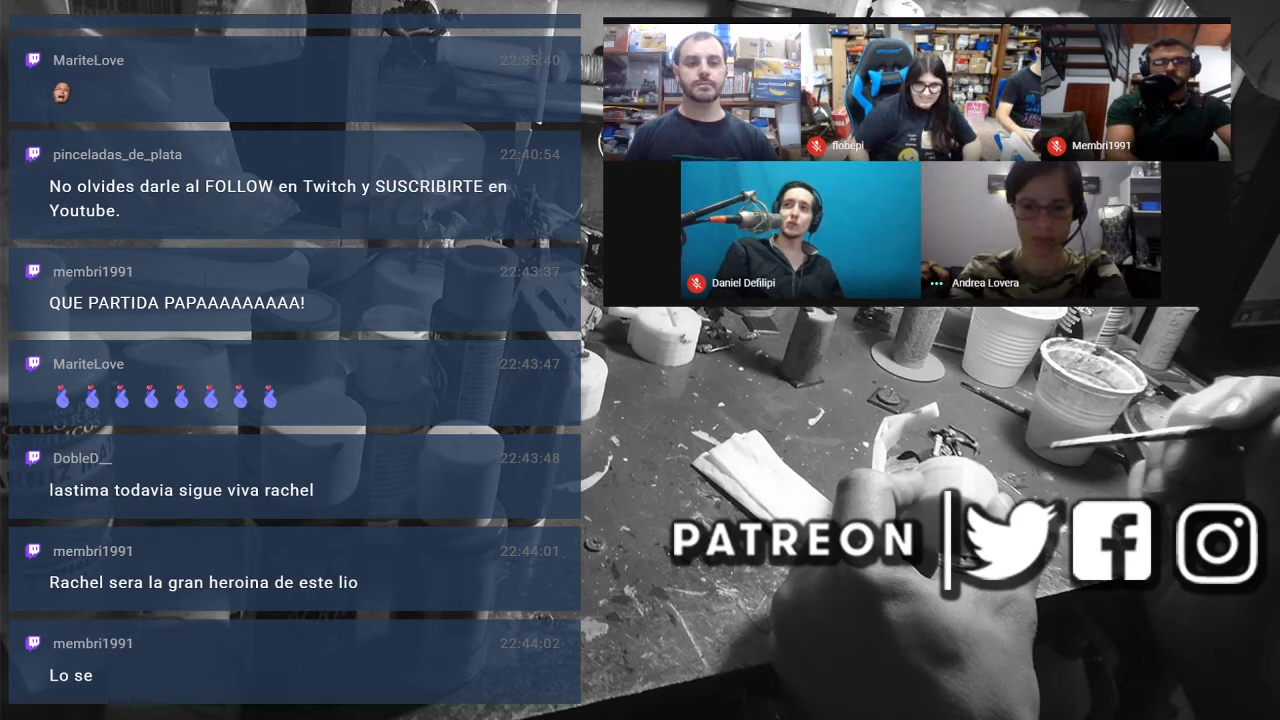 MariteLove
22:35:40
pinceladas_de_plata
22:40:54
No olvides darle al FOLLOW en Twitch y SUSCRIBIRTE en
Youtube.
membri1991
22:43:37
QUE PARTIDA PAPAAAAAAAAA!
MariteLove
22:43:47
DobleD__
22:43:48
lastima todavia sigue viva rachel
membri1991
22:44:01
Rachel sera la gran heroina de este lio
membri1991
22:44:02
Lo se
flobepi
Membri1991
Daniel Defilipi
Andrea Lovera
PATREON